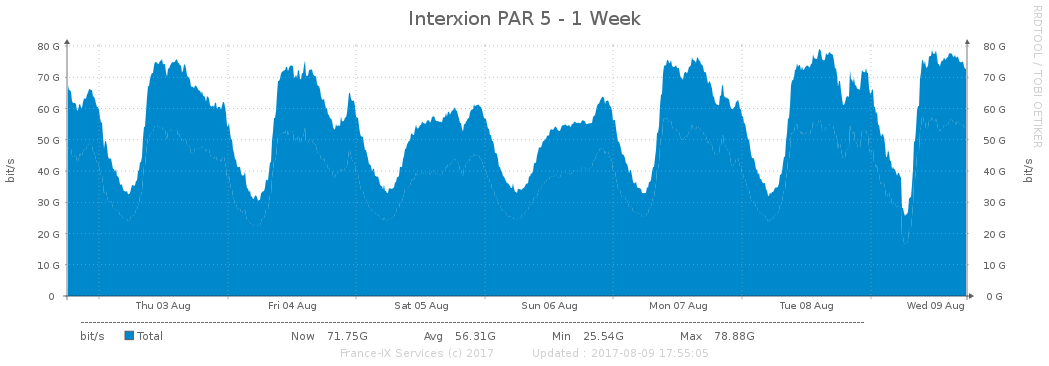 Interxion PAR 5 - 1 Week
RRDTOOL / TOBI OETIKER
bit/s
80 G
70 G
60 G
50 G
40 G
30 G
20 G
10 G
0
80 G
70 G
60 G
50 G
40 G
30 G
20 G
10 G
0 G
bit/s
Thu 03 Aug Fri 04 Aug Sat 05 Aug Sun 06 Aug Mon 07 Aug Tue 08 Aug Wed 09 Aug
bit/s Total Now 71.75G Avg 56.31G Min 25.54G Max 78.88G
France-IX Services (c) 2017 Updated : 2017-08-09 17:55:05